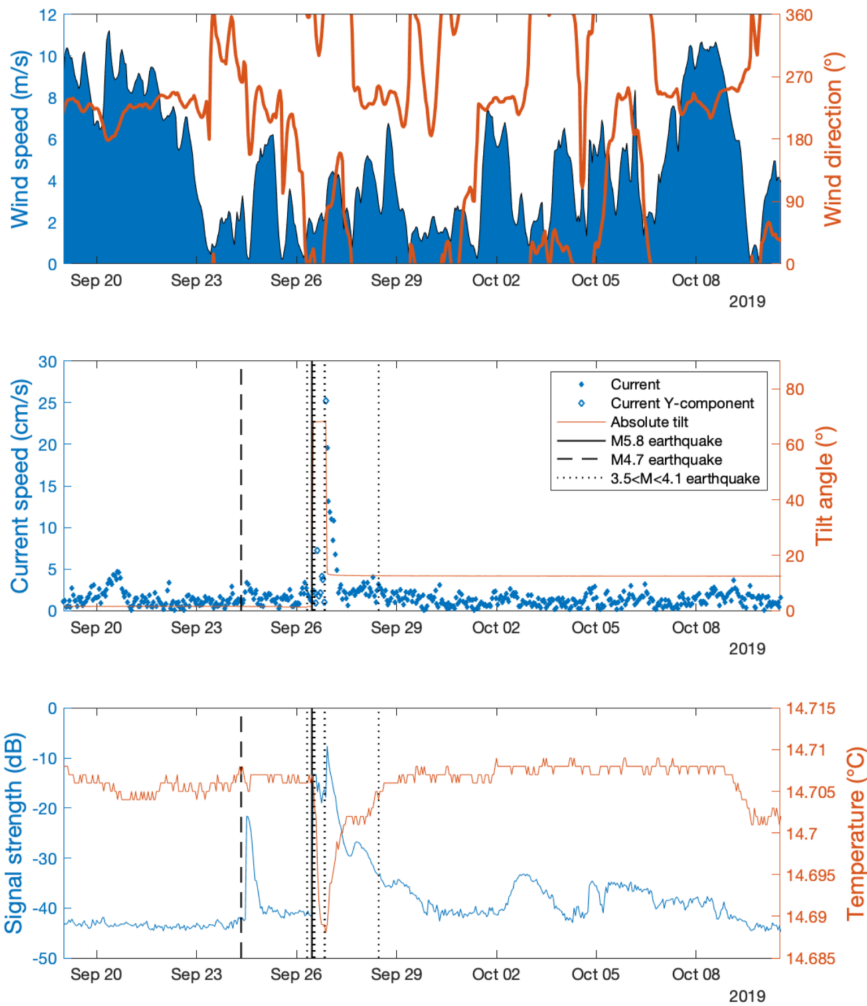 Wind speed (m/s)
12
10
8
6
4
2
0
360
270
180
90
0
Wind direction (°)
Sep 20 Sep 23 Sep 26 Sep 29 Oct 02 Oct 05 Oct 08
2019
Current speed (cm/s)
30
25
20
15
10
5
0
Current
Current Y-component
Absolute tilt
M5.8 earthquake
M4.7 earthquake
3.5<M<4.1 earthquake
80
60
40
20
0
Tilt angle (°)
Sep 20 Sep 23 Sep 26 Sep 29 Oct 02 Oct 05 Oct 08
2019
Signal strength (dB)
0
-10
-20
-30
-40
-50
14.715
14.71
14.705
14.7
14.695
14.69
14.685
Temperature (°C)
Sep 20 Sep 23 Sep 26 Sep 29 Oct 02 Oct 05 Oct 08
2019